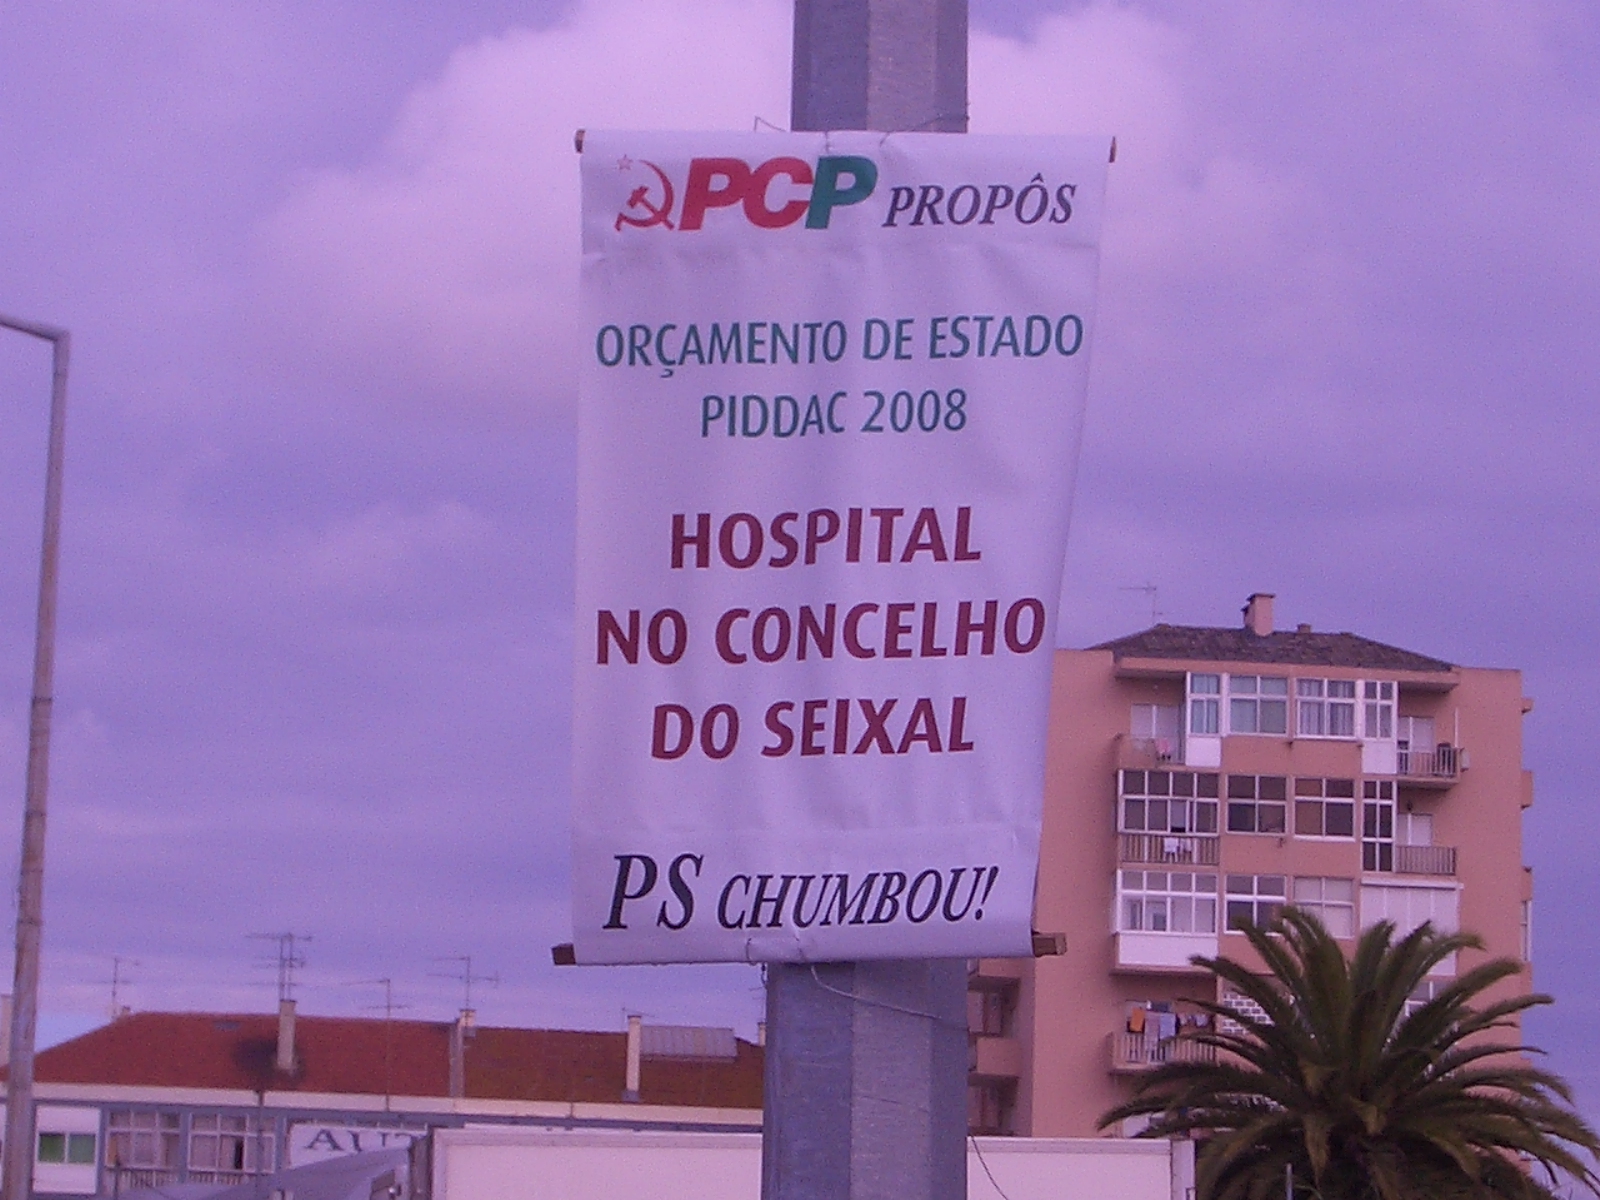 PCP PROPÔS
ORÇAMENTO DE ESTADO
PIDDAC 2008
HOSPITAL
NO CONCELHO
DO SEIXAL
PS CHUMBOU!